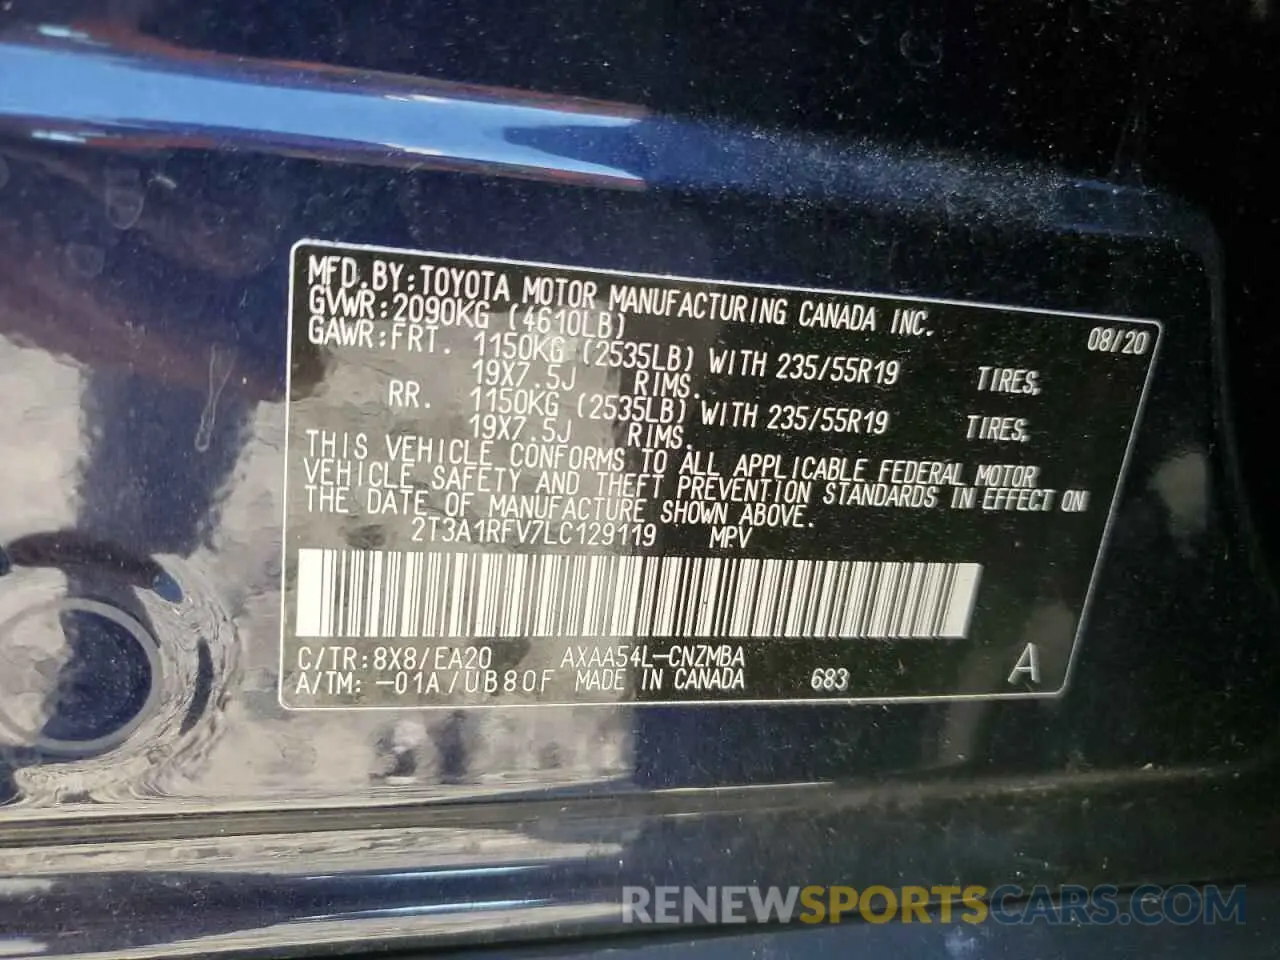 MFD.BY:TOYOTA MOTOR MANUFACTURING CANADA INC.
08/20
GVWR:2090KG (4610LB)
GAWR:FRT. 1150KG (2535LB) WITH 235/55R19 TIRES,
19X7.5J RIMS.
RR. 1150KG (2535LB) WITH 235/55R19 TIRES,
19X7.5J RIMS.
THIS VEHICLE CONFORMS TO ALL APPLICABLE FEDERAL MOTOR
VEHICLE SAFETY AND THEFT PREVENTION STANDARDS IN EFFECT ON
THE DATE OF MANUFACTURE SHOWN ABOVE.
2T3A1RFV7LC129119 MPV
C/TR:8X8/EA20 AXAA54L-CNZMBA
A/TM:-01A/UB80F MADE IN CANADA 683 A
RENEWSPORTSCARS.COM